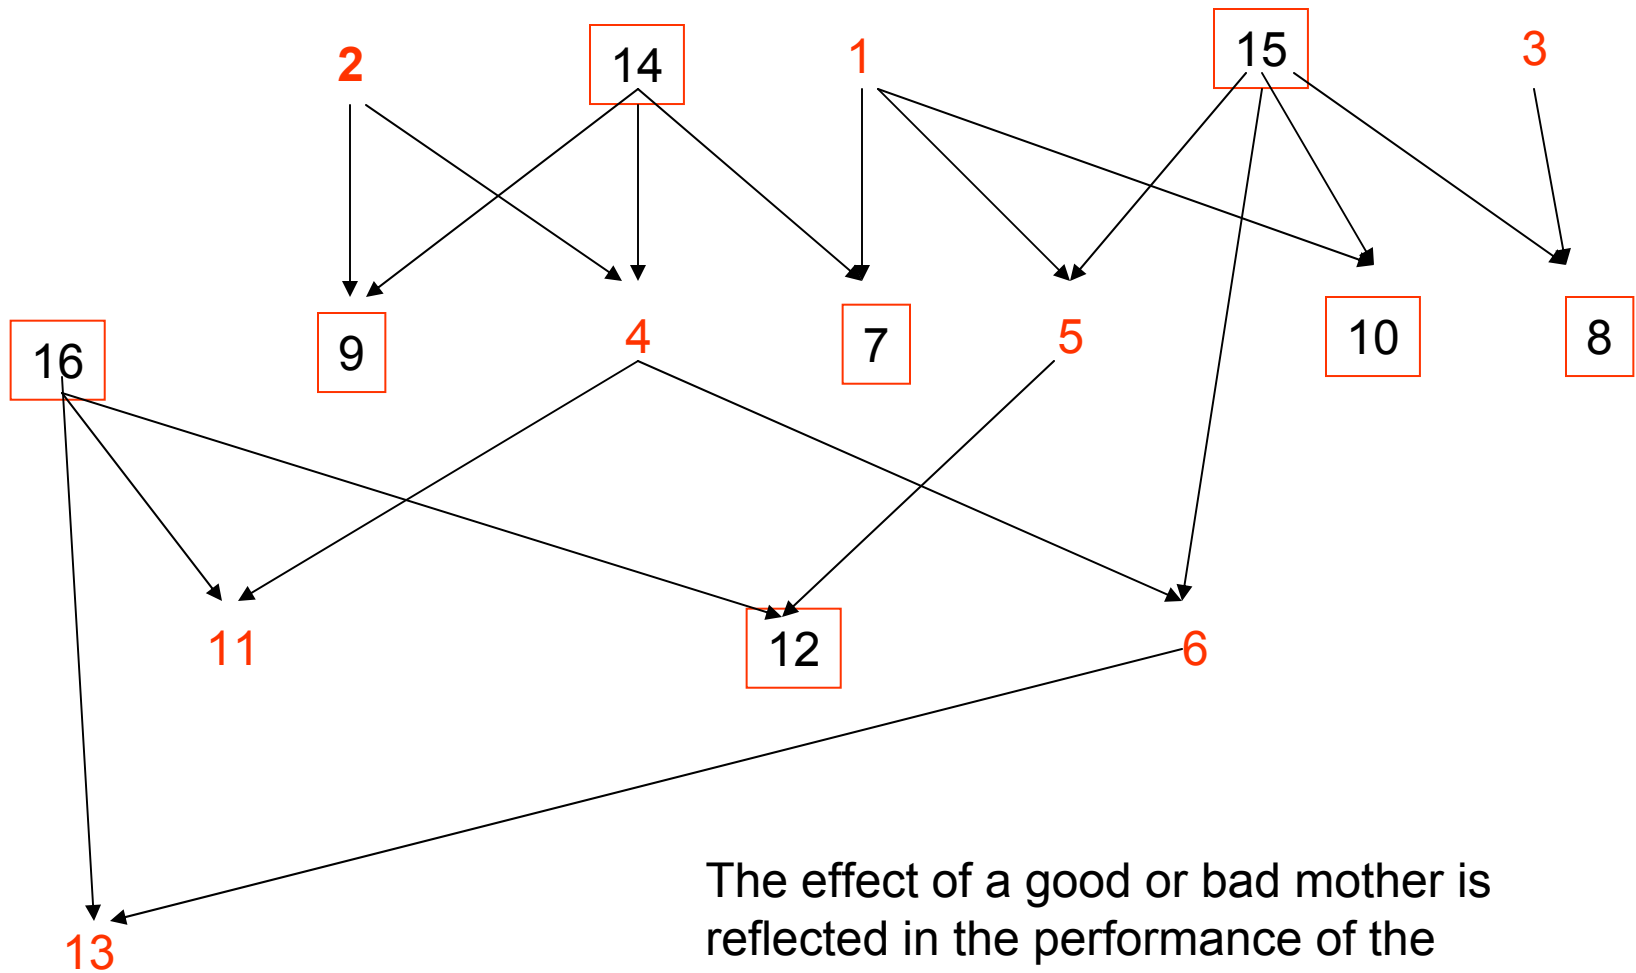 2 14 1 15 3
16 9 4 7 5 10 8
11 12 6
13
The effect of a good or bad mother is
reflected in the performance of the